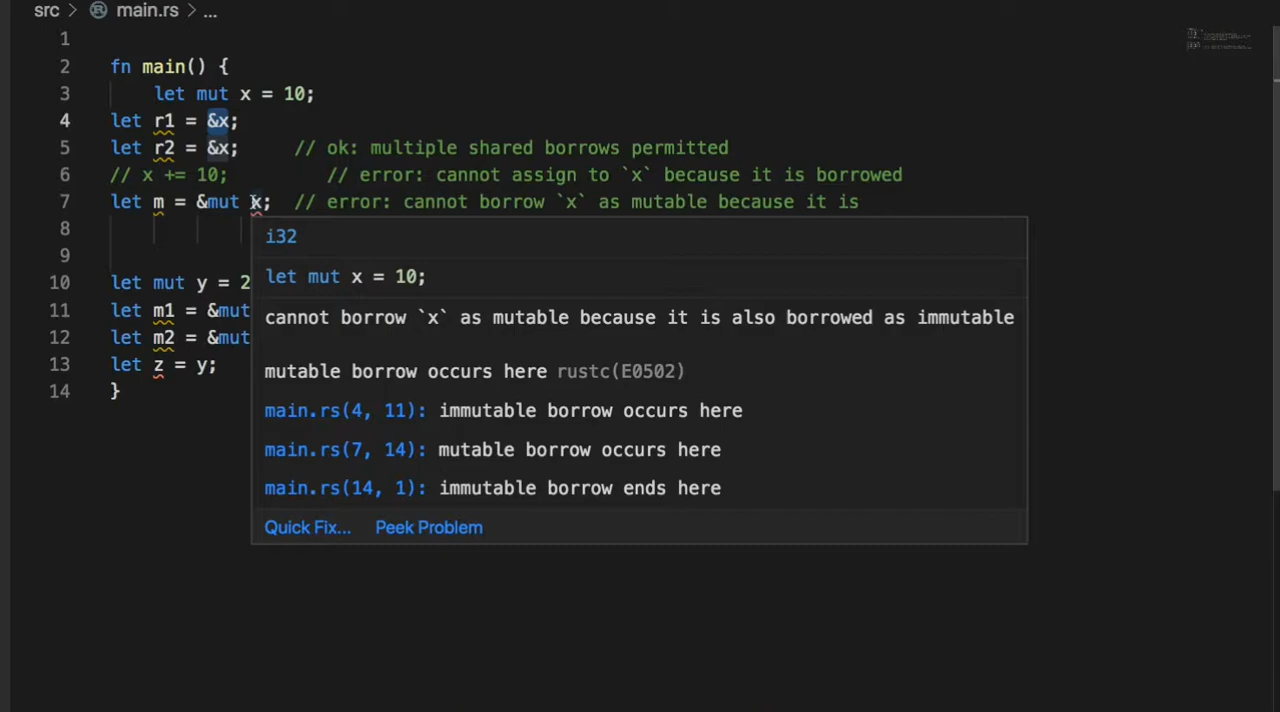 src > main.rs > ...
1
2 fn main() {
3 let mut x = 10;
4 let r1 = &x;
5 let r2 = &x; // ok: multiple shared borrows permitted
6 // x += 10; // error: cannot assign to `x` because it is borrowed
7 let m = &mut x; // error: cannot borrow `x` as mutable because it is
8
9
10 let mut y = 2
11 let m1 = &mut
12 let m2 = &mut
13 let z = y;
14 }
i32
let mut x = 10;
cannot borrow `x` as mutable because it is also borrowed as immutable
mutable borrow occurs here rustc(E0502)
main.rs(4, 11): immutable borrow occurs here
main.rs(7, 14): mutable borrow occurs here
main.rs(14, 1): immutable borrow ends here
Quick Fix... Peek Problem